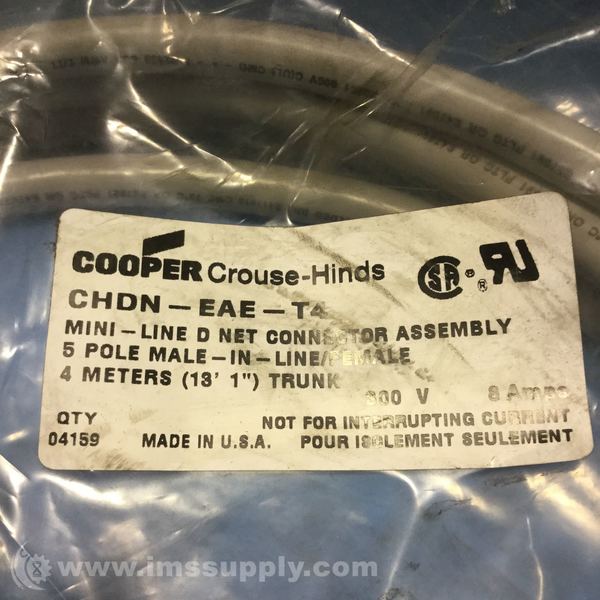 COOPER Crouse-Hinds
CHDN-EAE-T4
MINI-LINE D NET CONNECTOR ASSEMBLY
5 POLE MALE-IN-LINE/FEMALE
4 METERS (13' 1") TRUNK
300 V 8 Amps
QTY
NOT FOR INTERRUPTING CURRENT
04159 MADE IN U.S.A. POUR ISOLEMENT SEULEMENT
© www.imssupply.com